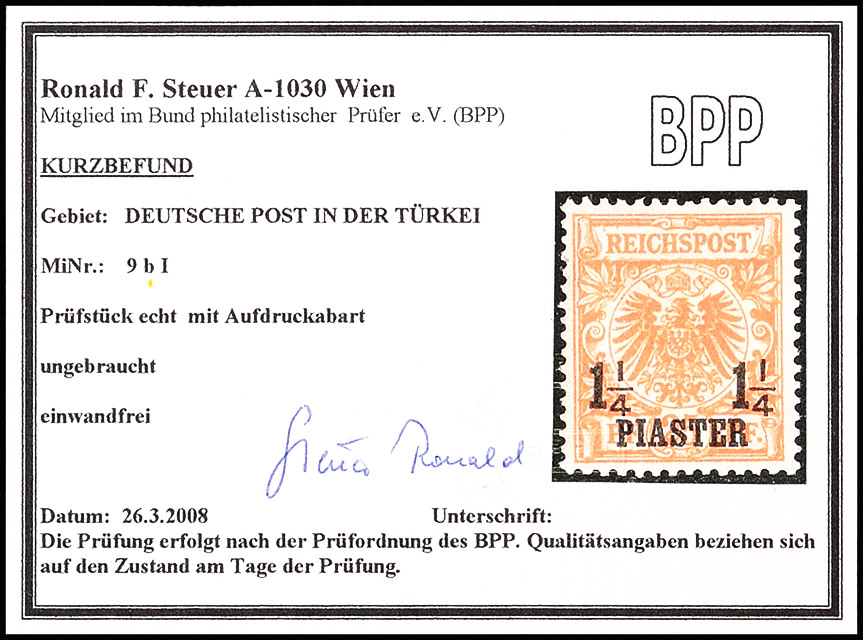 Ronald F. Steuer A-1030 Wien
Mitglied im Bund philatelistischer Prüfer e.V. (BPP)
BPP
KURZBEFUND
Gebiet: DEUTSCHE POST IN DER TÜRKEI
MiNr.: 9 b I
Prüfstück echt mit Aufdruckabart
ungebraucht
einwandfrei
REICHSPOST
1 1/4 1 1/4
PIASTER
Steuer Ronald
Datum: 26.3.2008 Unterschrift:
Die Prüfung erfolgt nach der Prüfordnung des BPP. Qualitätsangaben beziehen sich
auf den Zustand am Tage der Prüfung.